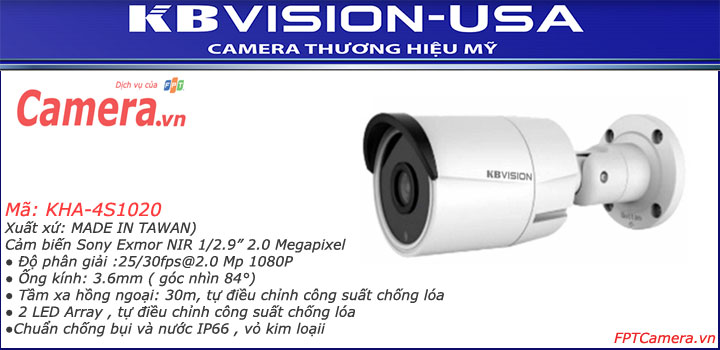 KBVISION-USA
CAMERA THƯƠNG HIỆU MỸ
Dịch vụ của FPT
Camera.vn
KBVISION
Mã: KHA-4S1020
Xuất xứ: MADE IN TAWAN)
Cảm biến Sony Exmor NIR 1/2.9” 2.0 Megapixel
● Độ phân giải :25/30fps@2.0 Mp 1080P
● Ống kính: 3.6mm ( góc nhìn 84°)
● Tầm xa hồng ngoại: 30m, tự điều chỉnh công suất chống lóa
● 2 LED Array , tự điều chỉnh công suất chống lóa
●Chuẩn chống bụi và nước IP66 , vỏ kim loạii
FPTCamera.vn